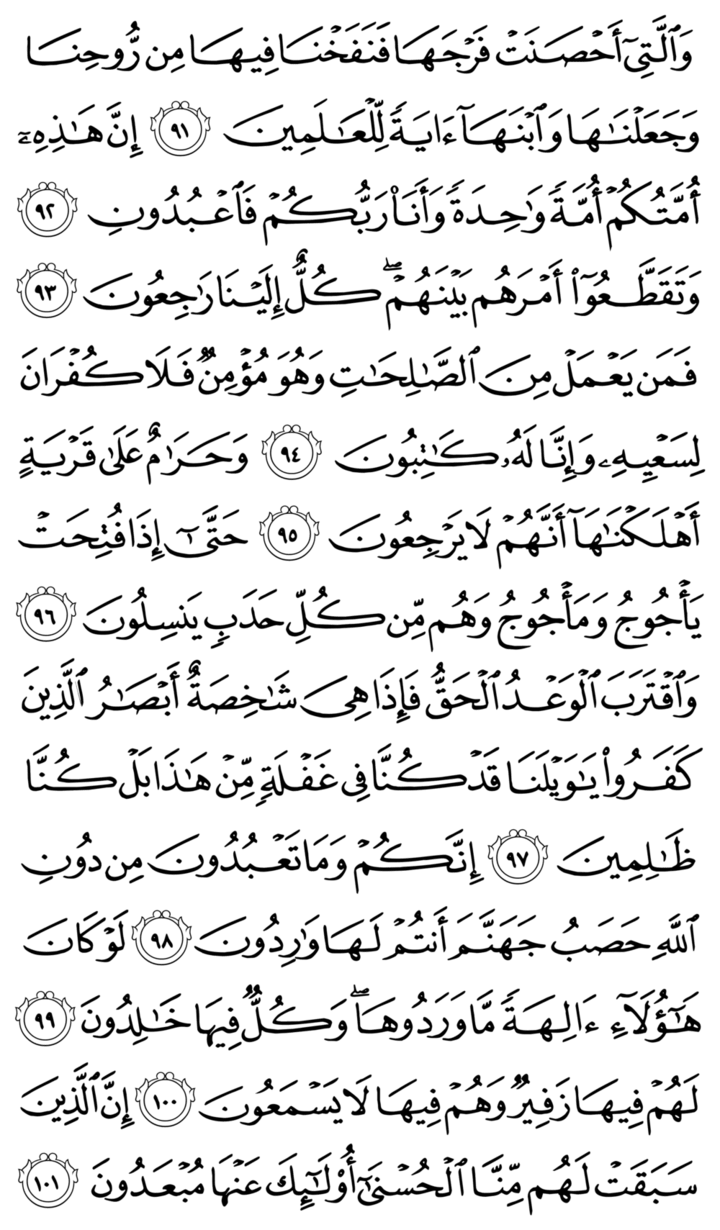 وَٱلَّتِيٓ أَحۡصَنَتۡ فَرۡجَهَا فَنَفَخۡنَا فِيهَا مِن رُّوحِنَا
وَجَعَلۡنَٰهَا وَٱبۡنَهَآ ءَايَةٗ لِّلۡعَٰلَمِينَ ٩١ إِنَّ هَٰذِهِۦٓ
أُمَّتُكُمۡ أُمَّةٗ وَٰحِدَةٗ وَأَنَا۠ رَبُّكُمۡ فَٱعۡبُدُونِ ٩٢
وَتَقَطَّعُوٓاْ أَمۡرَهُم بَيۡنَهُمۡۖ كُلٌّ إِلَيۡنَا رَٰجِعُونَ ٩٣
فَمَن يَعۡمَلۡ مِنَ ٱلصَّٰلِحَٰتِ وَهُوَ مُؤۡمِنٞ فَلَا كُفۡرَانَ
لِسَعۡيِهِۦ وَإِنَّا لَهُۥ كَٰتِبُونَ ٩٤ وَحَرَٰمٌ عَلَىٰ قَرۡيَةٍ
أَهۡلَكۡنَٰهَآ أَنَّهُمۡ لَا يَرۡجِعُونَ ٩٥ حَتَّىٰٓ إِذَا فُتِحَتۡ
يَأۡجُوجُ وَمَأۡجُوجُ وَهُم مِّن كُلِّ حَدَبٖ يَنسِلُونَ ٩٦
وَٱقۡتَرَبَ ٱلۡوَعۡدُ ٱلۡحَقُّ فَإِذَا هِيَ شَٰخِصَةٌ أَبۡصَٰرُ ٱلَّذِينَ
كَفَرُواْ يَٰوَيۡلَنَا قَدۡ كُنَّا فِي غَفۡلَةٖ مِّنۡ هَٰذَا بَلۡ كُنَّا
ظَٰلِمِينَ ٩٧ إِنَّكُمۡ وَمَا تَعۡبُدُونَ مِن دُونِ
ٱللَّهِ حَصَبُ جَهَنَّمَ أَنتُمۡ لَهَا وَٰرِدُونَ ٩٨ لَوۡ كَانَ
هَٰٓؤُلَآءِ ءَالِهَةٗ مَّا وَرَدُوهَاۖ وَكُلّٞ فِيهَا خَٰلِدُونَ ٩٩
لَهُمۡ فِيهَا زَفِيرٞ وَهُمۡ فِيهَا لَا يَسۡمَعُونَ ١٠٠ إِنَّ ٱلَّذِينَ
سَبَقَتۡ لَهُم مِّنَّا ٱلۡحُسۡنَىٰٓ أُوْلَٰٓئِكَ عَنۡهَا مُبۡعَدُونَ ١٠١